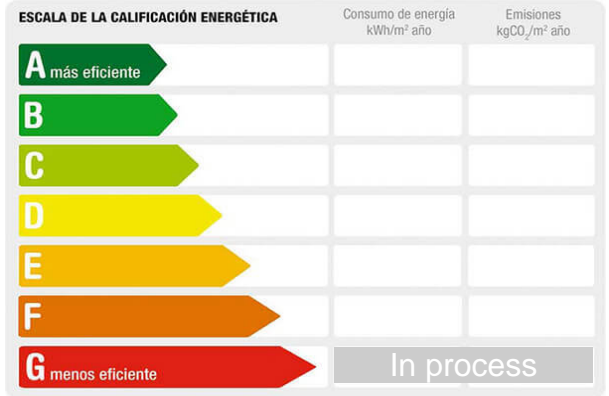 ESCALA DE LA CALIFICACIÓN ENERGÉTICA
Consumo de energía
kWh/m² año
Emisiones
kgCO₂/m² año
A más eficiente
B
C
D
E
F
G menos eficiente
In process